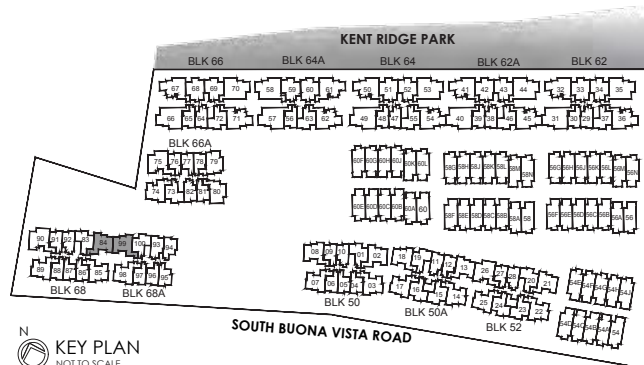 KENT RIDGE PARK
BLK 66 BLK 64A BLK 64 BLK 62A BLK 62
67 68 69 70 58 59 60 61 50 51 52 53 41 42 43 44 32 33 34 35
66 65 64 72 71 57 56 63 62 49 48 47 55 54 40 39 38 46 45 31 30 29 37 36
BLK 66A
75 76 77 78 79 60F 60G 60H 60J 60K 60L 58G 58H 58J 58K 58L 58M 58N 56G 56H 56J 56K 56L 56M 56N
74 73 82 81 80 60E 60D 60C 60B 60A 60 58F 58E 58D 58C 58B 58A 58 56F 56E 56D 56C 56B 56A 56
90 91 92 83 84 99 100 93 94 08 09 10 01 02 18 19 11 12 13 26 27 28 20 21 54E 54F 54G 54H 54J
89 88 87 86 85 98 97 96 95 07 06 05 04 03 17 16 15 14 25 24 23 22 54D 54C 54B 54A 54
BLK 68 BLK 68A BLK 50 BLK 50A BLK 52
SOUTH BUONA VISTA ROAD
N
KEY PLAN
NOT TO SCALE